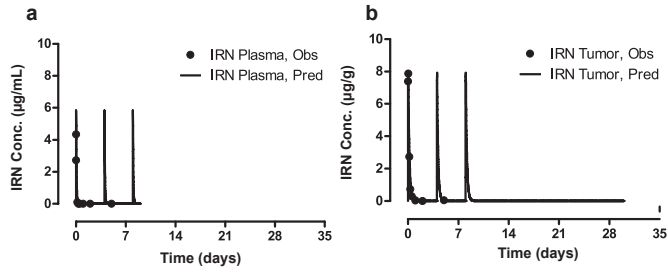 a
IRN Conc. (µg/mL)
10
8
6
4
2
0
IRN Plasma, Obs
IRN Plasma, Pred
0 7 14 21 28 35
Time (days)
b
IRN Conc. (µg/g)
10
8
6
4
2
0
IRN Tumor, Obs
IRN Tumor, Pred
0 7 14 21 28 35
Time (days)